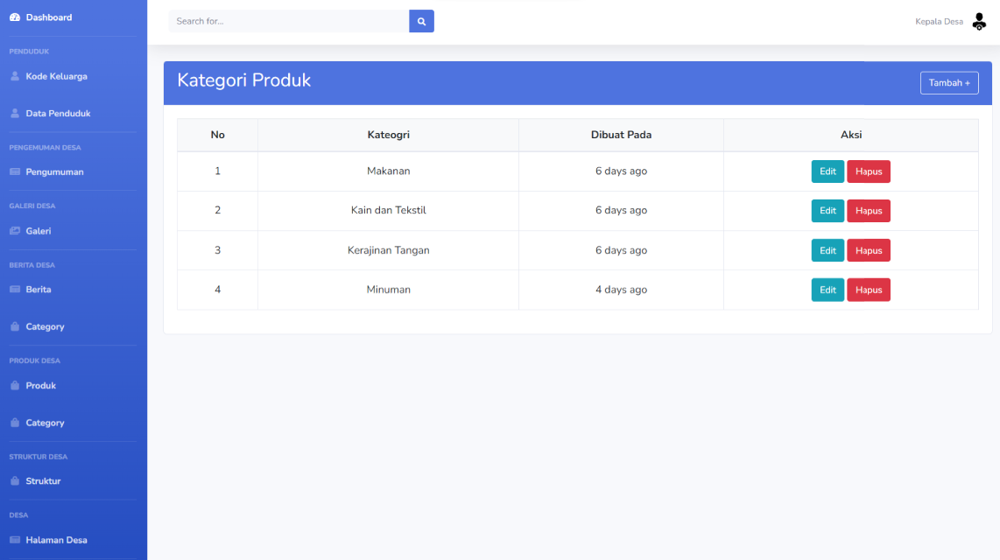 Dashboard
PENDUDUK
Kode Keluarga
Data Penduduk
PENGEMUMAN DESA
Pengumuman
GALERI DESA
Galeri
BERITA DESA
Berita
Category
PRODUK DESA
Produk
Category
STRUKTUR DESA
Struktur
DESA
Halaman Desa
Search for...
Kepala Desa
Kategori Produk
Tambah +
No Kateogri Dibuat Pada Aksi
1 Makanan 6 days ago Edit Hapus
2 Kain dan Tekstil 6 days ago Edit Hapus
3 Kerajinan Tangan 6 days ago Edit Hapus
4 Minuman 4 days ago Edit Hapus